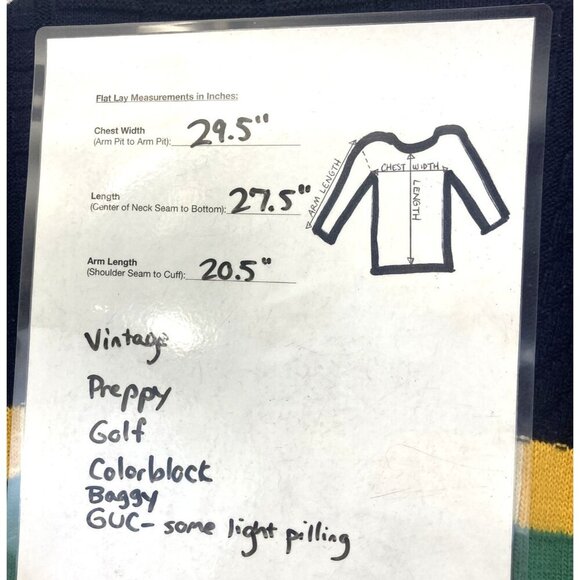 Flat Lay Measurements in Inches:
Chest Width
(Arm Pit to Arm Pit): 29.5"
Length
(Center of Neck Seam to Bottom): 27.5"
Arm Length
(Shoulder Seam to Cuff): 20.5"
ARM LENGTH
CHEST WIDTH
LENGTH
Vintage
Preppy
Golf
Colorblock
Baggy
GUC- some light pilling